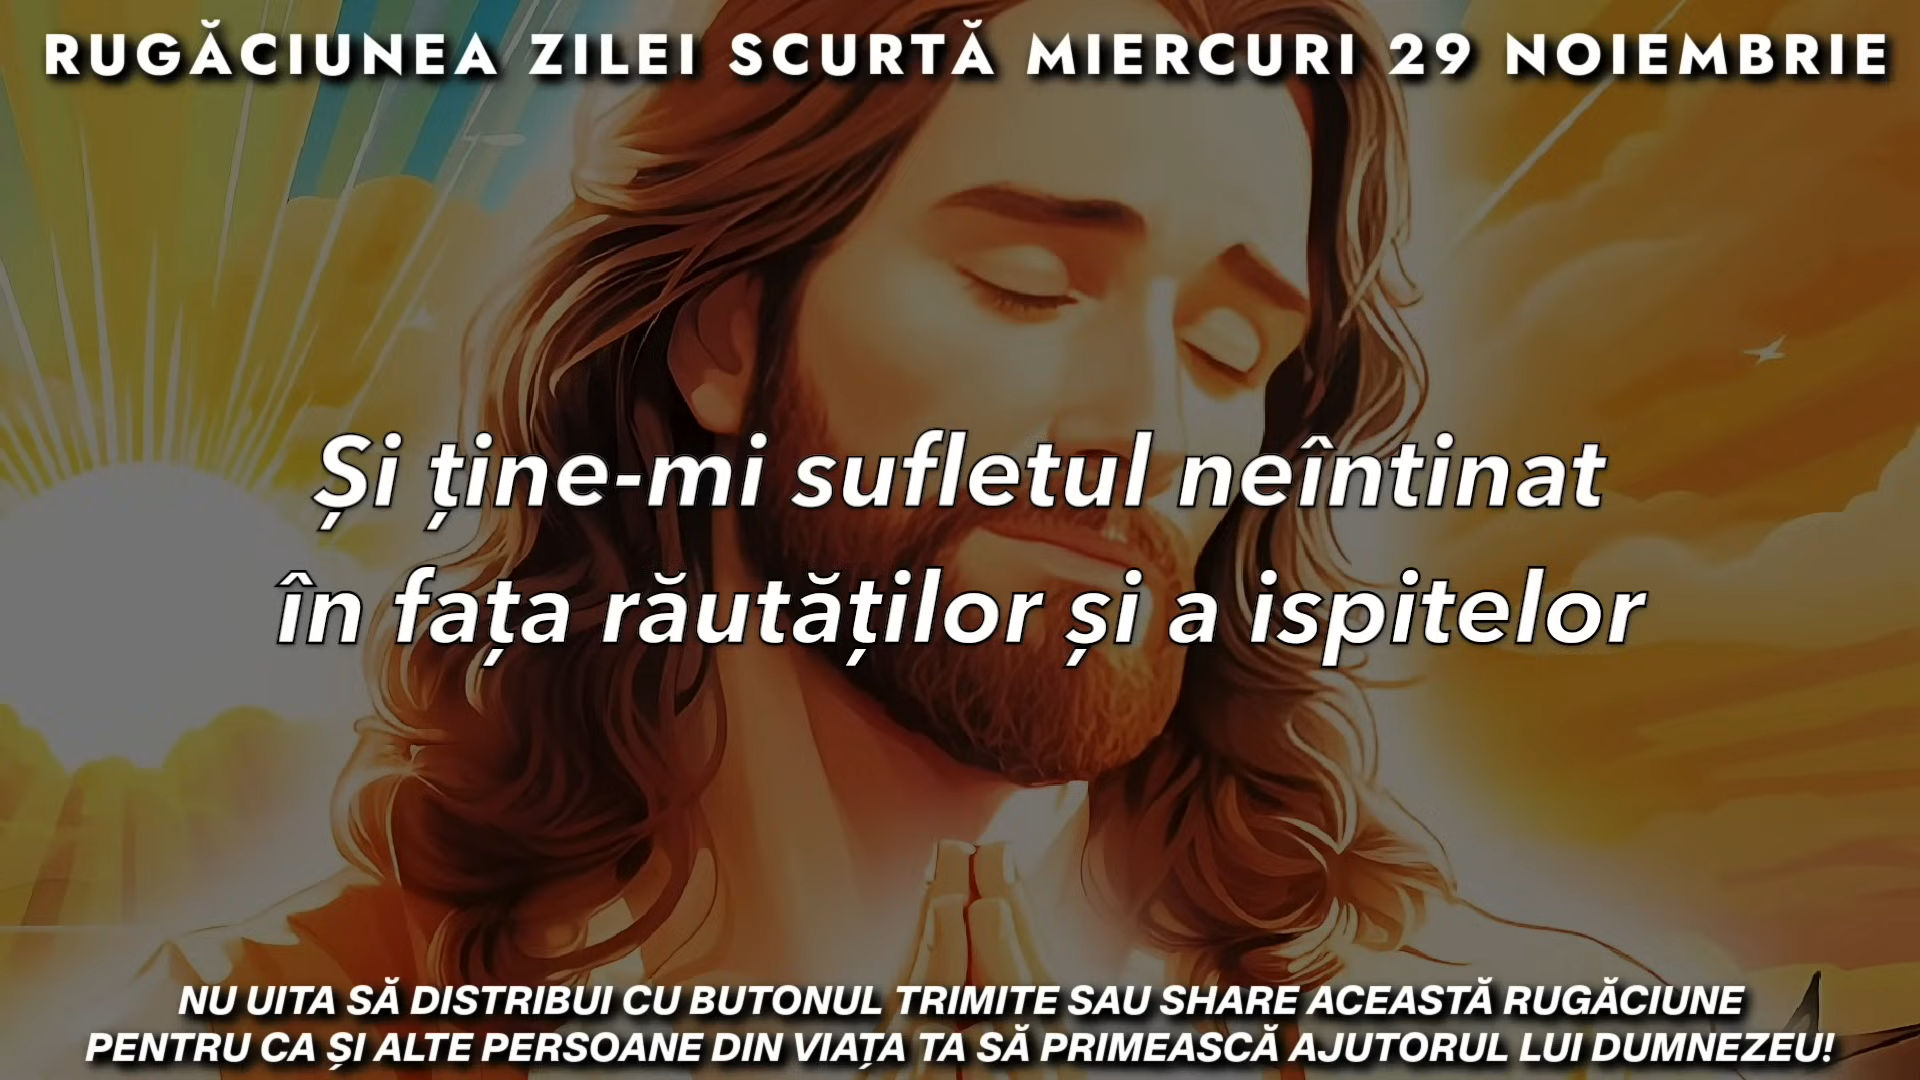 RUGĂCIUNEA ZILEI SCURTĂ MIERCURI 29 NOIEMBRIE
Și ține-mi sufletul neîntinat
în fața răutăților și a ispitelor
NU UITA SĂ DISTRIBUI CU BUTONUL TRIMITE SAU SHARE ACEASTĂ RUGĂCIUNE
PENTRU CA ȘI ALTE PERSOANE DIN VIAȚA TA SĂ PRIMEASCĂ AJUTORUL LUI DUMNEZEU!